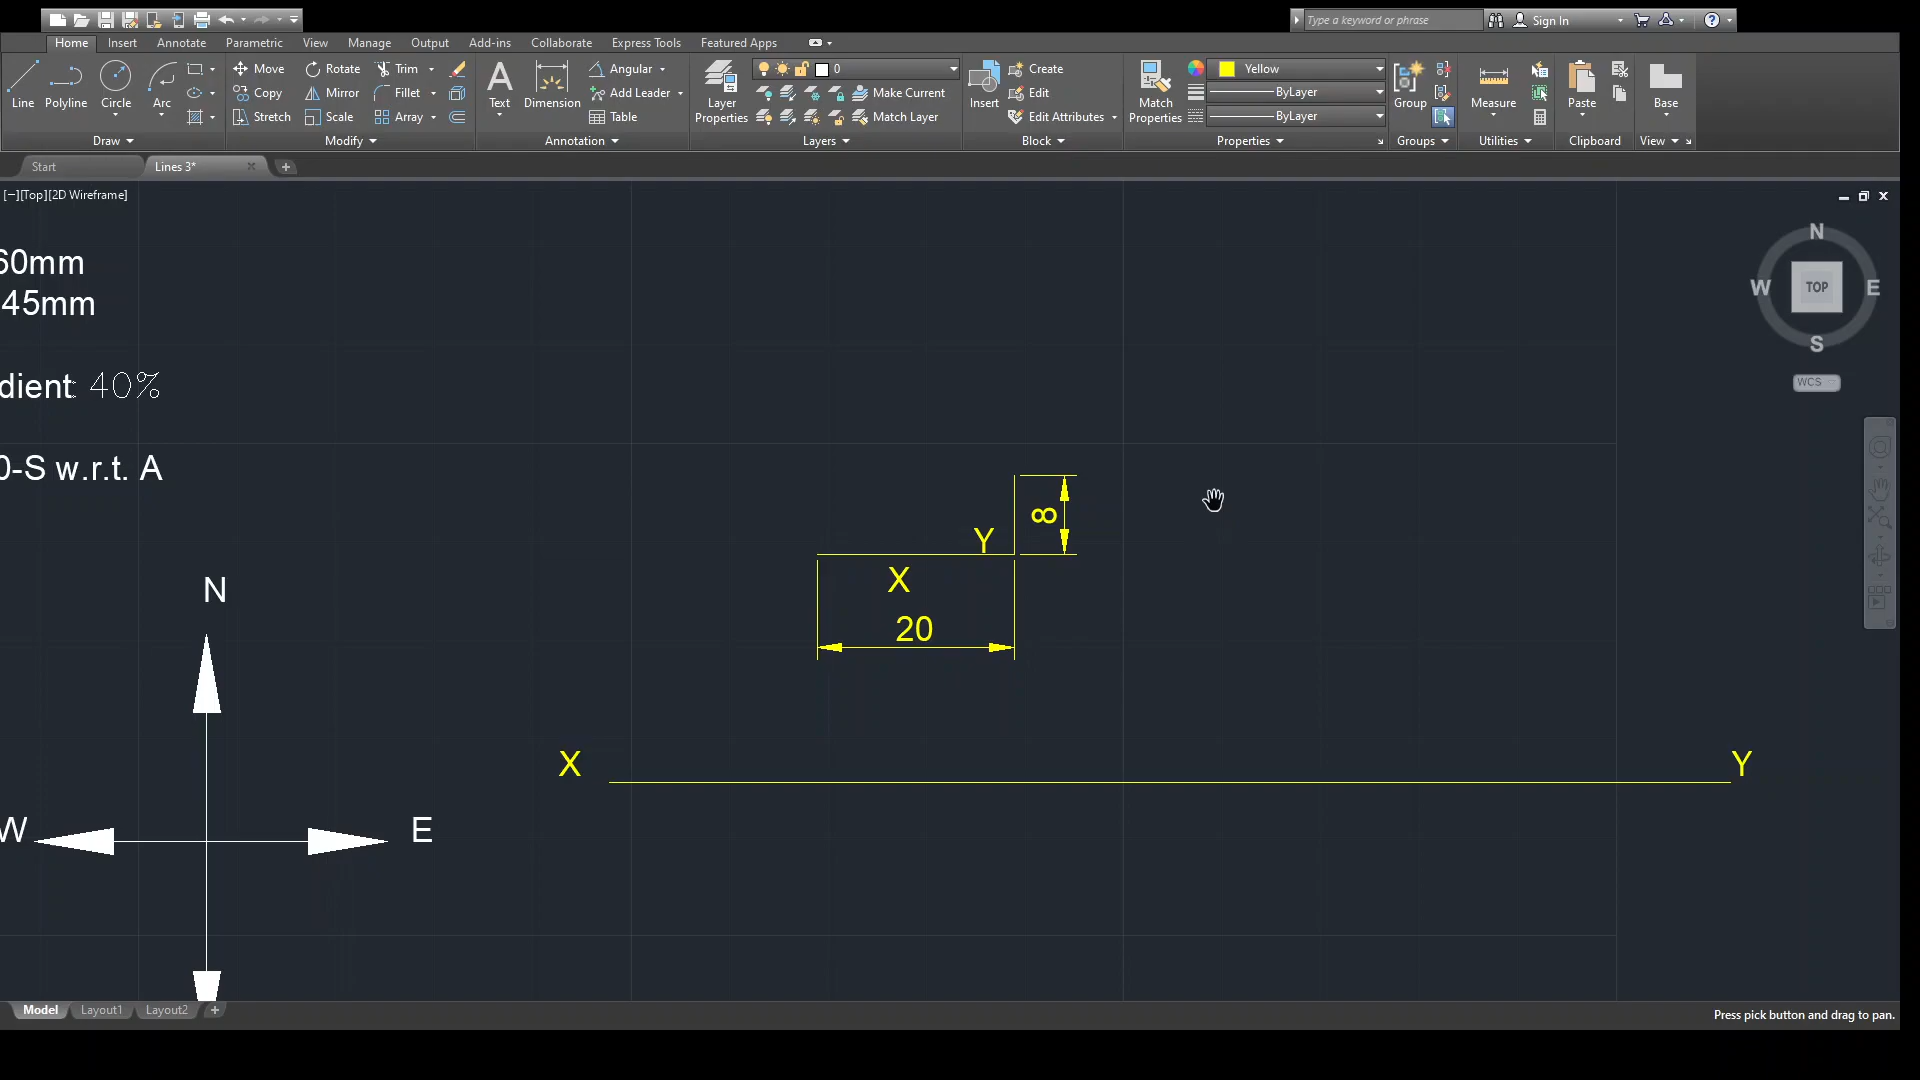 Type a keyword or phrase
Sign In
Home Insert Annotate Parametric View Manage Output Add-ins Collaborate Express Tools Featured Apps
Line Polyline Circle Arc
Move Rotate Trim
Copy Mirror Fillet
Stretch Scale Array
Text Dimension
Angular
Add Leader
Table
Layer Properties
0
Make Current
Match Layer
Insert
Create
Edit
Edit Attributes
Match Properties
Yellow
ByLayer
ByLayer
Group
Measure
Paste
Base
Draw Modify Annotation Layers Block Properties Groups Utilities Clipboard View
Start Lines 3*
[−][Top][2D Wireframe]
N
W TOP E
S
WCS
60mm
45mm
dient: 40%
0-S w.r.t. A
8
Y
X
20
N
W E
X Y
Model Layout1 Layout2
Press pick button and drag to pan.